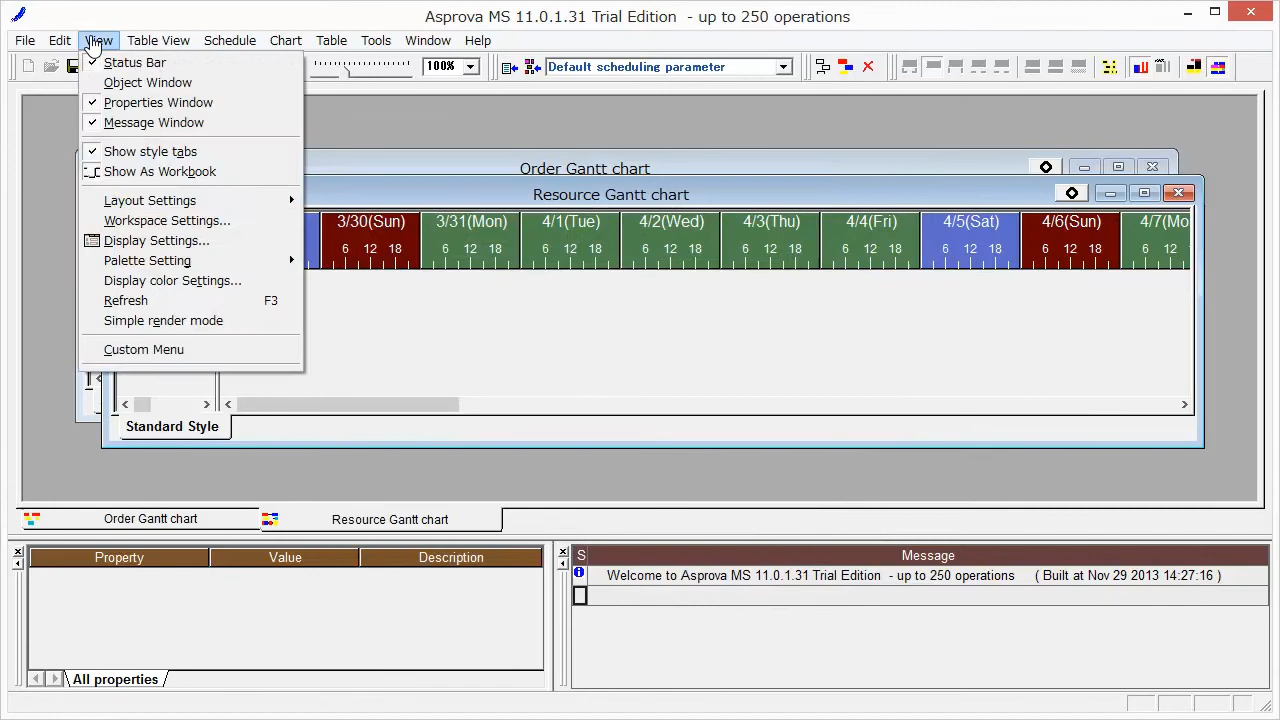 Asprova MS 11.0.1.31 Trial Edition - up to 250 operations
File Edit View Table View Schedule Chart Table Tools Window Help
100% Default scheduling parameter
Status Bar
Object Window
Properties Window
Message Window
Show style tabs
Show As Workbook
Layout Settings
Workspace Settings...
Display Settings...
Palette Setting
Display color Settings...
Refresh F3
Simple render mode
Custom Menu
Order Gantt chart
Resource Gantt chart
3/30(Sun) 3/31(Mon) 4/1(Tue) 4/2(Wed) 4/3(Thu) 4/4(Fri) 4/5(Sat) 4/6(Sun) 4/7(Mo
6 12 18 6 12 18 6 12 18 6 12 18 6 12 18 6 12 18 6 12 18 6 12 18 6 12
Standard Style
Order Gantt chart Resource Gantt chart
Property Value Description
All properties
S Message
Welcome to Asprova MS 11.0.1.31 Trial Edition - up to 250 operations ( Built at Nov 29 2013 14:27:16 )